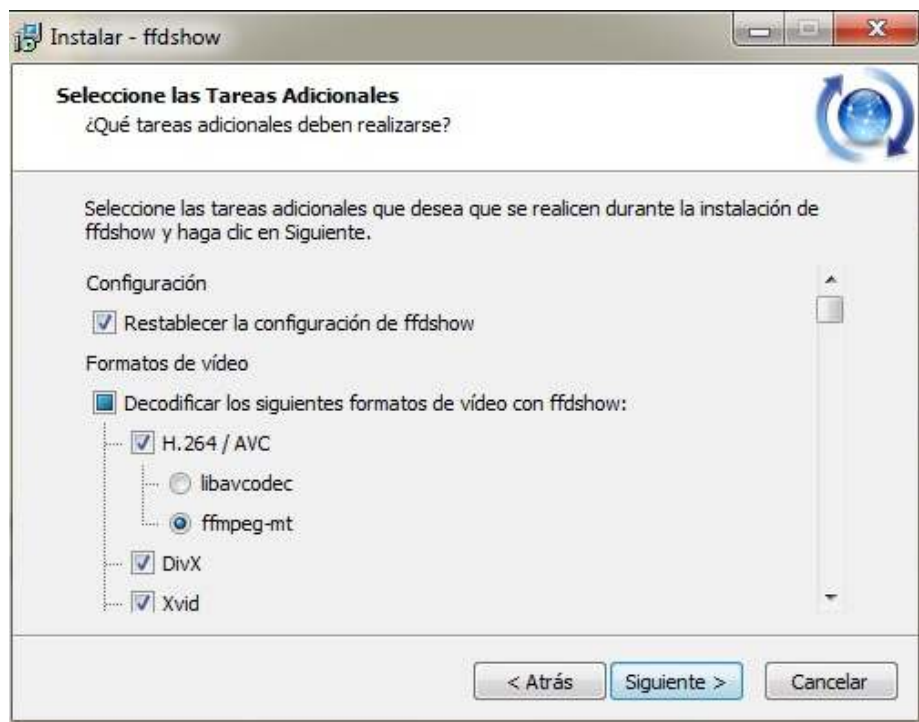 Instalar - ffdshow
Seleccione las Tareas Adicionales
¿Qué tareas adicionales deben realizarse?
Seleccione las tareas adicionales que desea que se realicen durante la instalación de
ffdshow y haga clic en Siguiente.
Configuración
Restablecer la configuración de ffdshow
Formatos de vídeo
Decodificar los siguientes formatos de vídeo con ffdshow:
H.264 / AVC
libavcodec
ffmpeg-mt
DivX
Xvid
< Atrás Siguiente > Cancelar